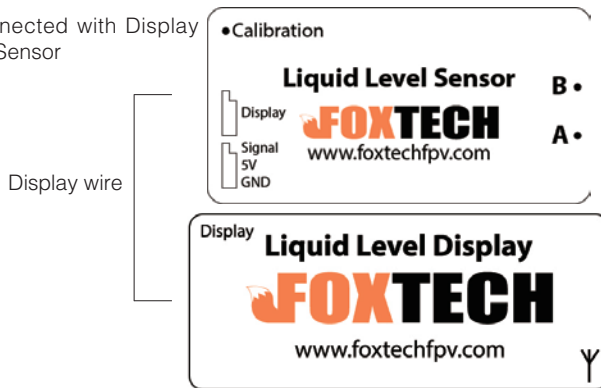 nected with Display
Sensor
•Calibration
Liquid Level Sensor
B•
Display
FOXTECH
A•
Signal
www.foxtechfpv.com
5V
GND
Display wire
Display
Liquid Level Display
FOXTECH
www.foxtechfpv.com